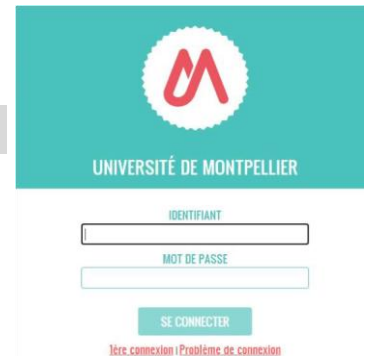 UNIVERSITÉ DE MONTPELLIER
IDENTIFIANT
MOT DE PASSE
SE CONNECTER
1ère connexion | Problème de connexion